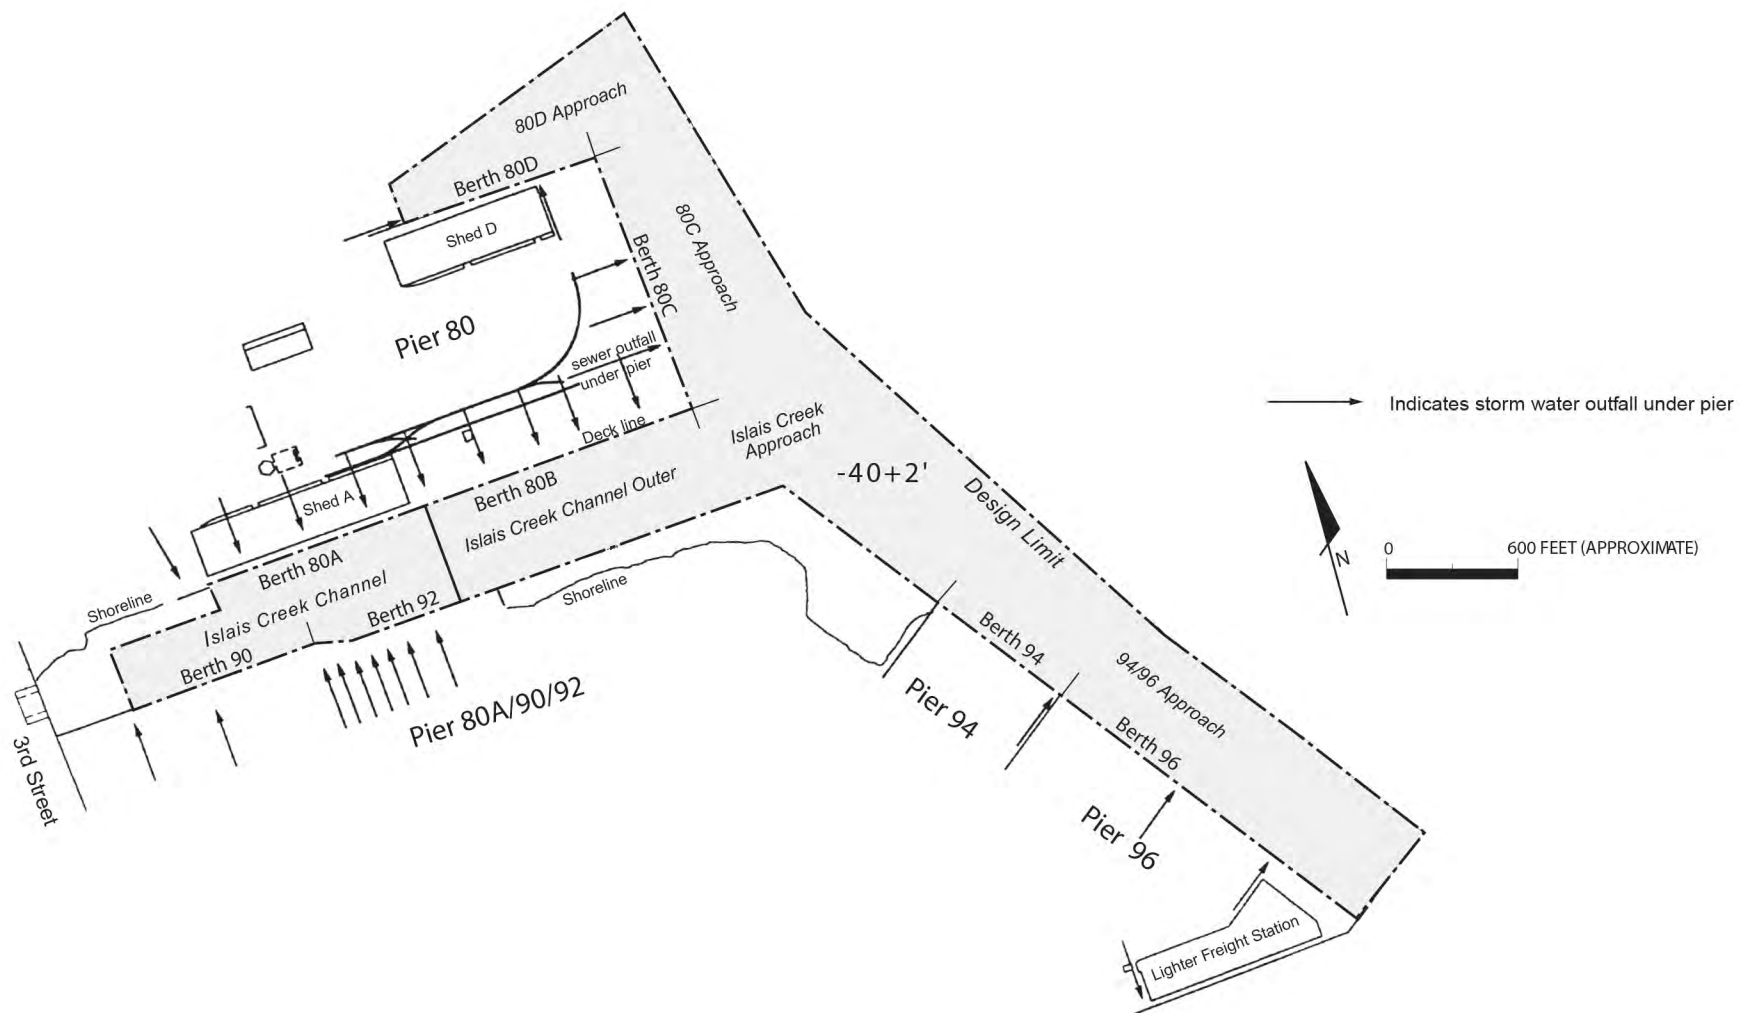 80D Approach
Berth 80D
Shed D
80C Approach
Berth 80C
Pier 80
sewer outfall
under pier
Deck line
Islais Creek
Approach
-40+2'
Design Limit
Indicates storm water outfall under pier
N
0
600 FEET (APPROXIMATE)
Shed A
Berth 80B
Islais Creek Channel Outer
Berth 80A
Islais Creek Channel
Berth 92
Berth 90
Shoreline
Shoreline
3rd Street
Pier 80A/90/92
Berth 94
94/96 Approach
Pier 94
Berth 96
Pier 96
Lighter Freight Station